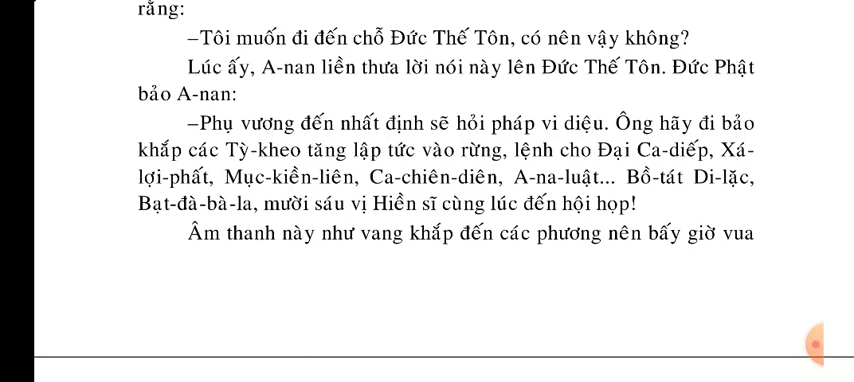 rằng:
–Tôi muốn đi đến chỗ Đức Thế Tôn, có nên vậy không?
Lúc ấy, A-nan liền thưa lời nói này lên Đức Thế Tôn. Đức Phật
bảo A-nan:
–Phụ vương đến nhất định sẽ hỏi pháp vi diệu. Ông hãy đi bảo
khắp các Tỳ-kheo tăng lập tức vào rừng, lệnh cho Đại Ca-diếp, Xá-
lợi-phất, Mục-kiền-liên, Ca-chiên-diên, A-na-luật... Bồ-tát Di-lặc,
Bạt-đà-bà-la, mười sáu vị Hiền sĩ cùng lúc đến hội họp!
Âm thanh này như vang khắp đến các phương nên bấy giờ vua